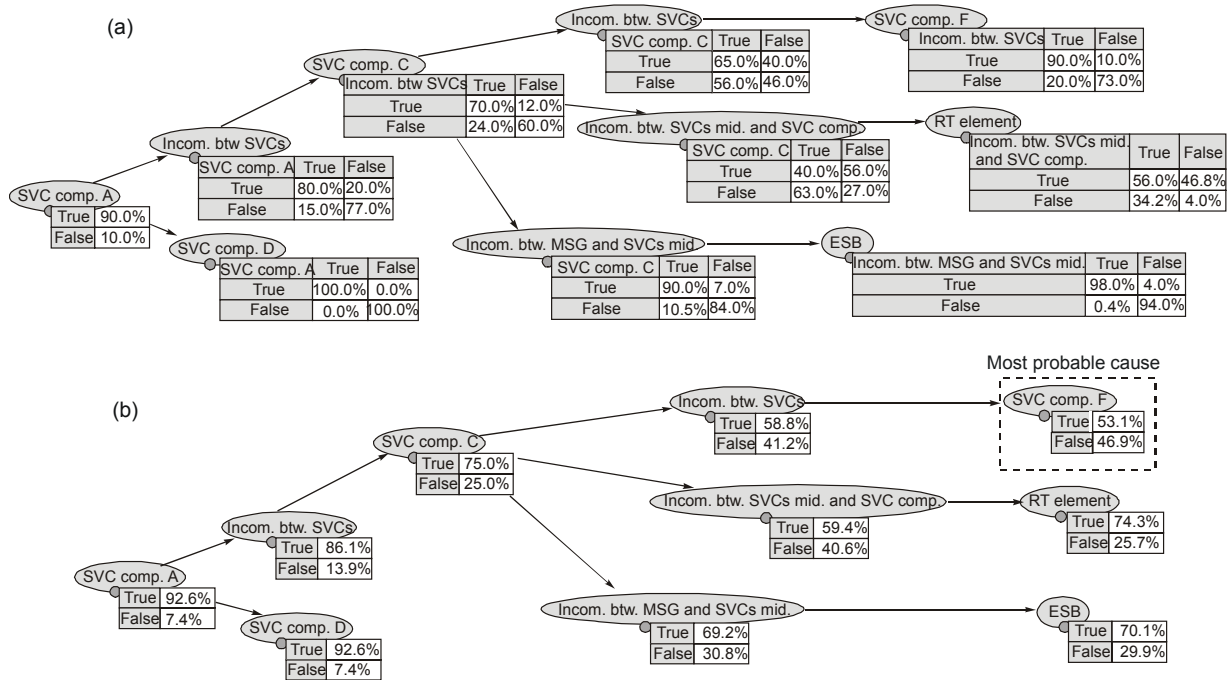 (a)
Incom. btw. SVCs
SVC comp. C True False
True 65.0% 40.0%
False 56.0% 46.0%
SVC comp. F
Incom. btw. SVCs True False
True 90.0% 10.0%
False 20.0% 73.0%
SVC comp. C
Incom. btw SVCs True False
True 70.0% 12.0%
False 24.0% 60.0%
Incom. btw. SVCs mid. and SVC comp.
SVC comp. C True False
True 40.0% 56.0%
False 63.0% 27.0%
RT element
Incom. btw. SVCs mid.
and SVC comp. True False
True 56.0% 46.8%
False 34.2% 4.0%
Incom. btw SVCs
SVC comp. A True False
True 80.0% 20.0%
False 15.0% 77.0%
SVC comp. A
True 90.0%
False 10.0%
SVC comp. D
SVC comp. A True False
True 100.0% 0.0%
False 0.0% 100.0%
Incom. btw. MSG and SVCs mid
SVC comp. C True False
True 90.0% 7.0%
False 10.5% 84.0%
ESB
Incom. btw. MSG and SVCs mid. True False
True 98.0% 4.0%
False 0.4% 94.0%
(b)
Most probable cause
Incom. btw. SVCs
True 58.8%
False 41.2%
SVC comp. F
True 53.1%
False 46.9%
SVC comp. C
True 75.0%
False 25.0%
Incom. btw. SVCs mid. and SVC comp.
True 59.4%
False 40.6%
RT element
True 74.3%
False 25.7%
Incom. btw. SVCs
True 86.1%
False 13.9%
SVC comp. A
True 92.6%
False 7.4%
SVC comp. D
True 92.6%
False 7.4%
Incom. btw. MSG and SVCs mid.
True 69.2%
False 30.8%
ESB
True 70.1%
False 29.9%